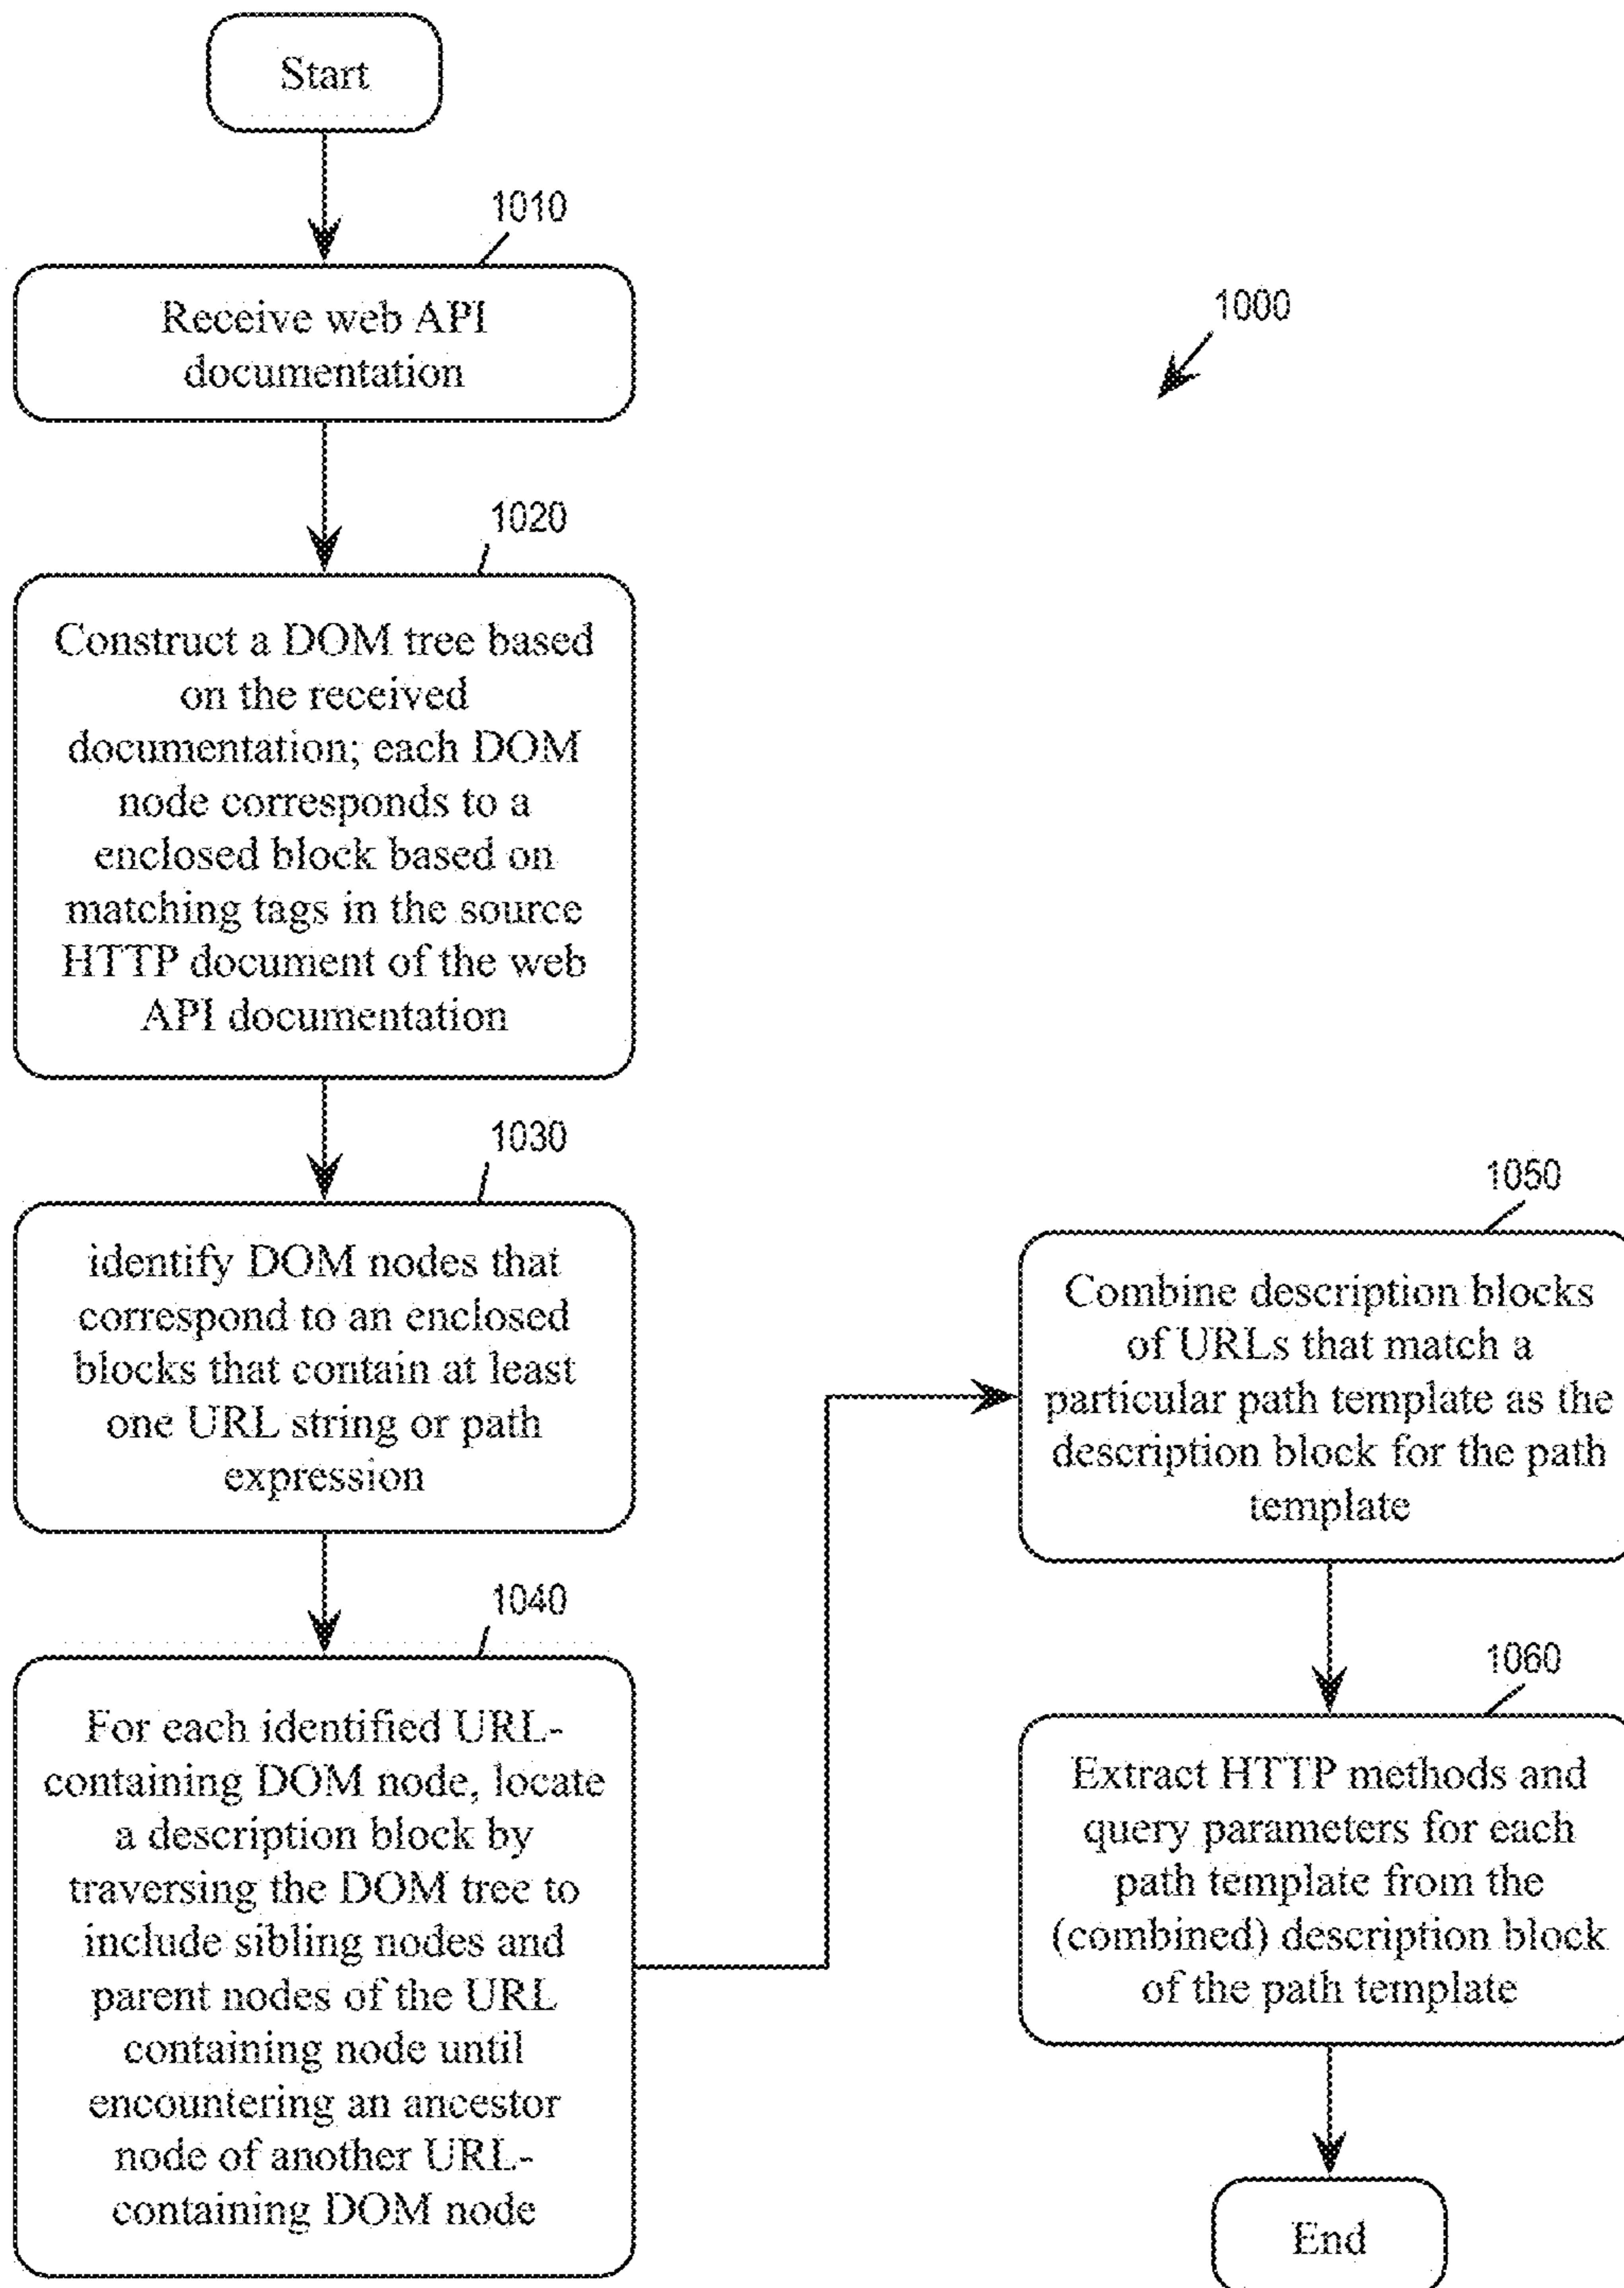 Start
1010
Receive web API
documentation
1000
1020
Construct a DOM tree based
on the received
documentation; each DOM
node corresponds to a
enclosed block based on
matching tags in the source
HTTP document of the web
API documentation
1030
identify DOM nodes that
correspond to an enclosed
blocks that contain at least
one URL string or path
expression
1040
For each identified URL-
containing DOM node, locate
a description block by
traversing the DOM tree to
include sibling nodes and
parent nodes of the URL
containing node until
encountering an ancestor
node of another URL-
containing DOM node
1050
Combine description blocks
of URLs that match a
particular path template as the
description block for the path
template
1060
Extract HTTP methods and
query parameters for each
path template from the
(combined) description block
of the path template
End